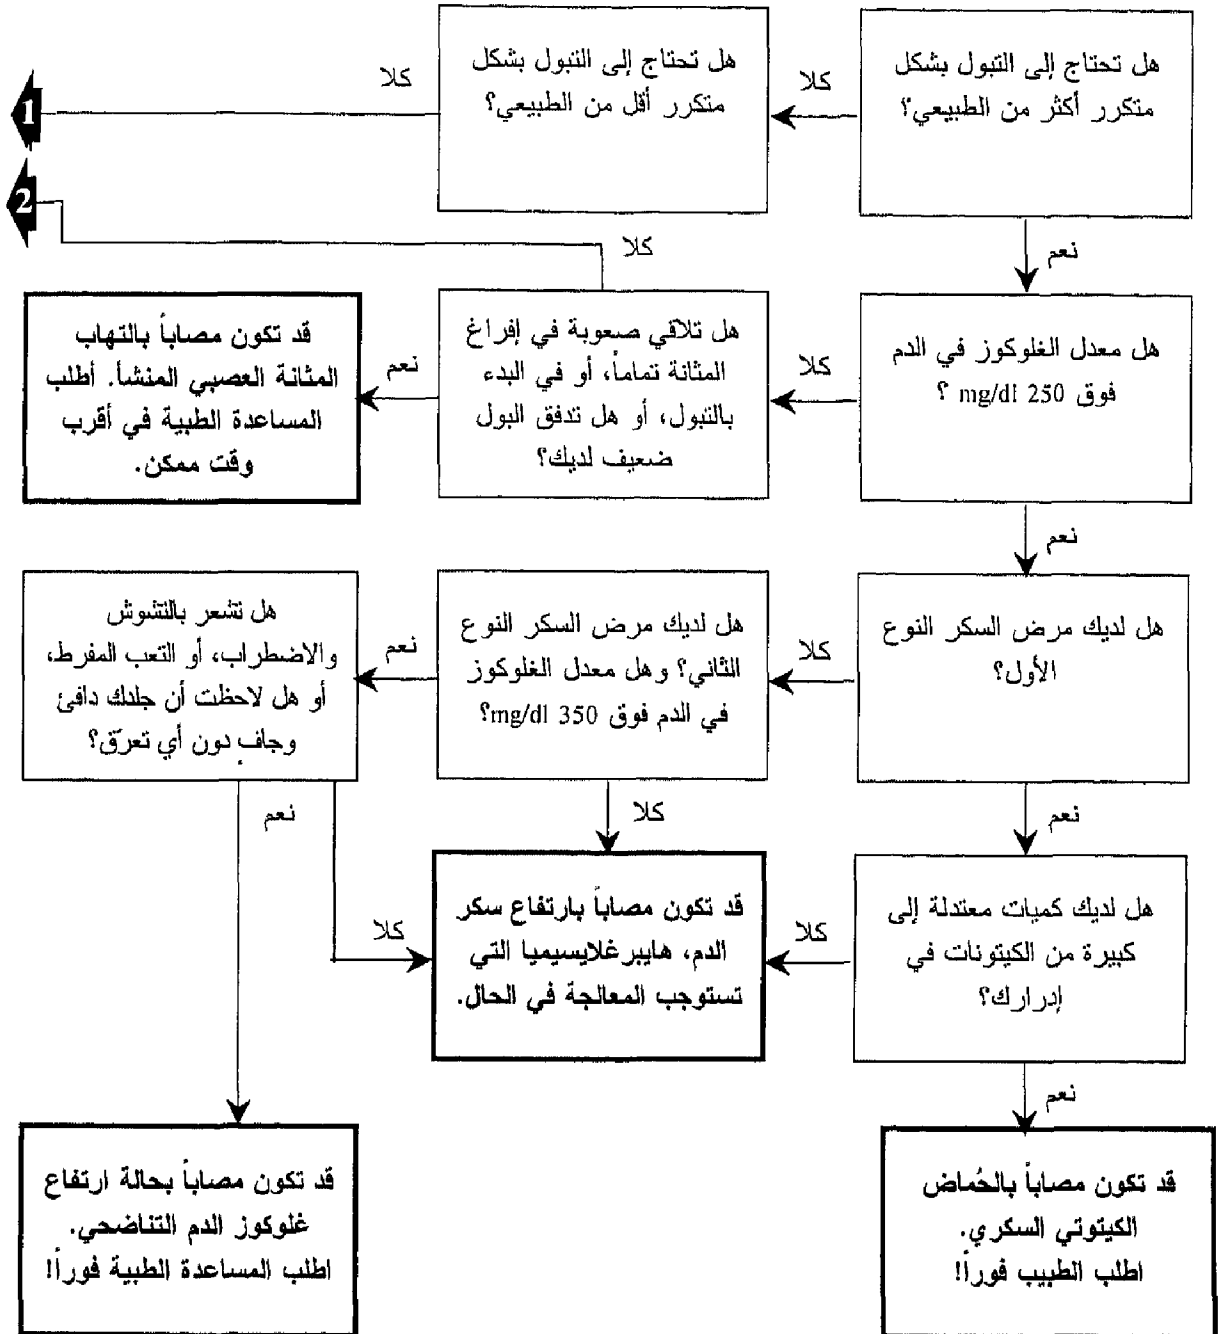 هل تحتاج إلى التبول بشكل
متكرر أكثر من الطبيعي؟
كلا
هل تحتاج إلى التبول بشكل
متكرر أقل من الطبيعي؟
كلا
1
2
نعم
كلا
هل معدل الغلوكوز في الدم
فوق 250 mg/dl ؟
كلا
هل تلاقي صعوبة في إفراغ
المثانة تماماً، أو في البدء
بالتبول، أو هل تدفق البول
ضعيف لديك؟
نعم
قد تكون مصاباً بالتهاب
المثانة العصبي المنشأ. أطلب
المساعدة الطبية في أقرب
وقت ممكن.
نعم
هل لديك مرض السكر النوع
الأول؟
كلا
هل لديك مرض السكر النوع
الثاني؟ وهل معدل الغلوكوز
في الدم فوق 350 mg/dl؟
نعم
هل تشعر بالتشوش
والاضطراب، أو التعب المفرط،
أو هل لاحظت أن جلدك دافئ
وجاف دون أي تعرّق؟
نعم
كلا
نعم
هل لديك كميات معتدلة إلى
كبيرة من الكيتونات في
إدرارك؟
كلا
قد تكون مصاباً بارتفاع سكر
الدم، هايبرغلايسيميا التي
تستوجب المعالجة في الحال.
كلا
نعم
قد تكون مصاباً بالحُماض
الكيتوتي السكري.
اطلب الطبيب فوراً!
قد تكون مصاباً بحالة ارتفاع
غلوكوز الدم التناضحي.
اطلب المساعدة الطبية فوراً!